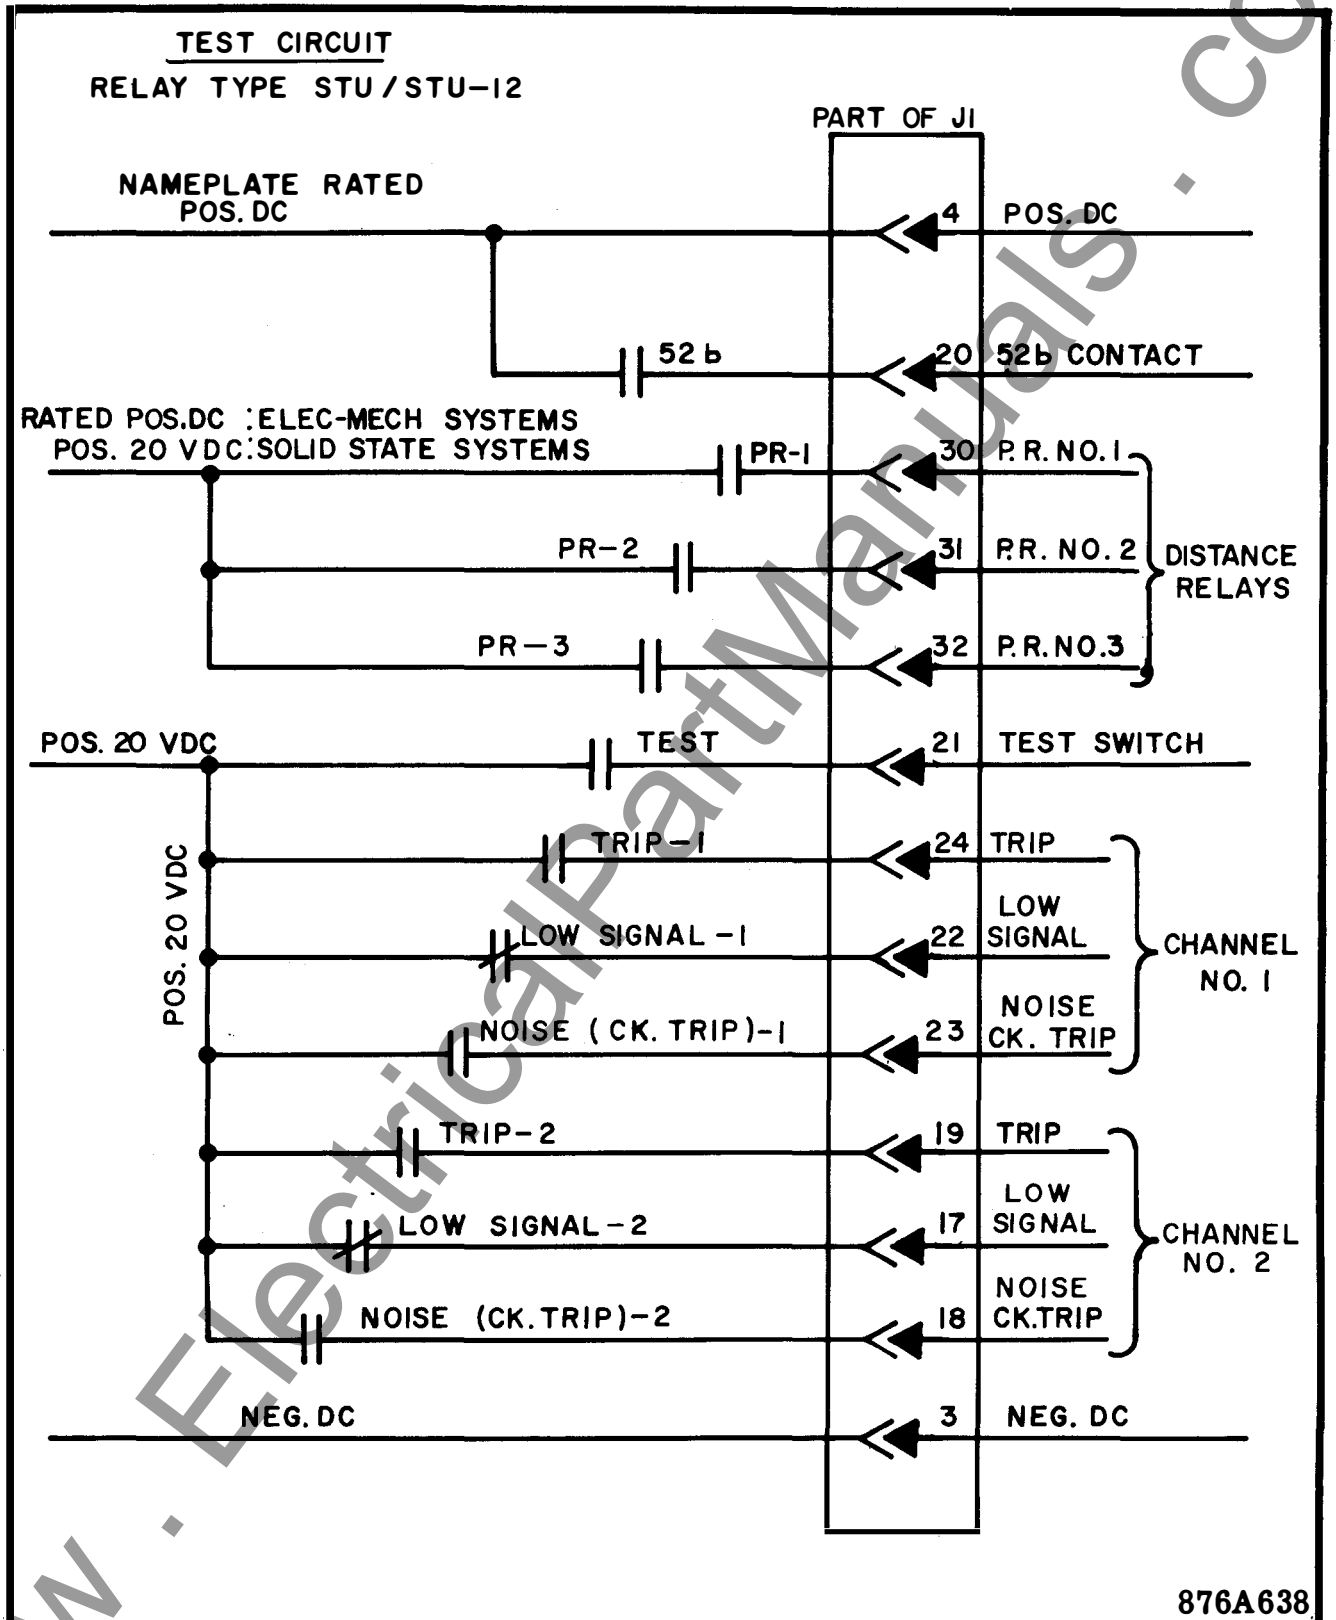 TEST CIRCUIT
RELAY TYPE STU/STU-12
PART OF J1
NAMEPLATE RATED
POS. DC
4 POS. DC
52b
20 52b CONTACT
RATED POS.DC :ELEC-MECH SYSTEMS
POS. 20 VDC:SOLID STATE SYSTEMS
PR-1
30 P.R. NO.1
PR-2
31 P.R. NO. 2
DISTANCE
RELAYS
PR-3
32 P.R. NO.3
POS. 20 VDC
TEST
21 TEST SWITCH
POS. 20 VDC
TRIP-1
24 TRIP
LOW SIGNAL-1
22 LOW
SIGNAL
CHANNEL
NO. 1
NOISE (CK. TRIP)-1
23 NOISE
CK. TRIP
TRIP-2
19 TRIP
LOW SIGNAL-2
17 LOW
SIGNAL
CHANNEL
NO. 2
NOISE (CK.TRIP)-2
18 NOISE
CK.TRIP
NEG. DC
3 NEG. DC
876A638
w . ElectricalPartManuals . co